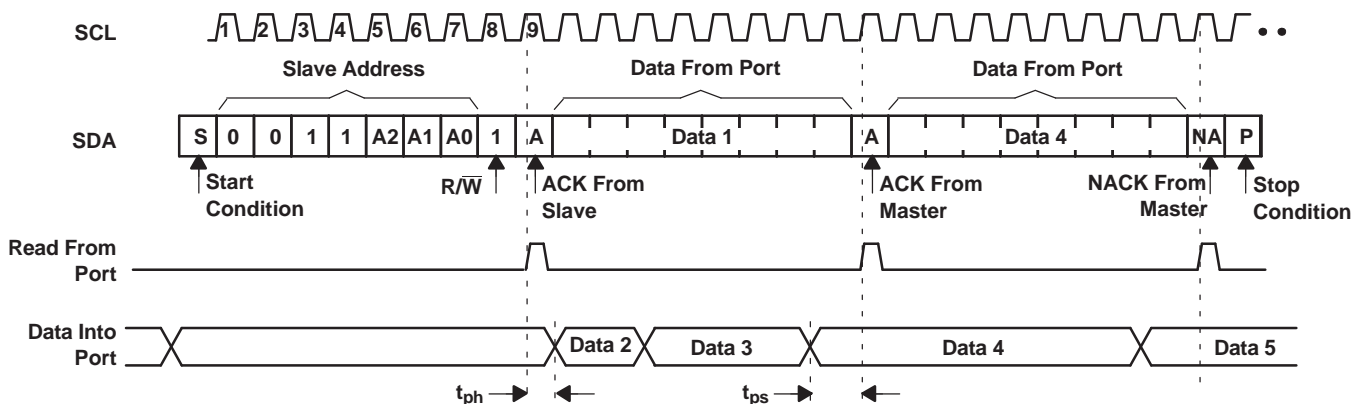 SCL 1 2 3 4 5 6 7 8 9
Slave Address Data From Port Data From Port
SDA S 0 0 1 1 A2 A1 A0 1 A Data 1 A Data 4 NA P
Start Condition
R/W̅
ACK From Slave
ACK From Master
NACK From Master
Stop Condition
Read From Port
Data Into Port
Data 2 Data 3 Data 4 Data 5
tph tps